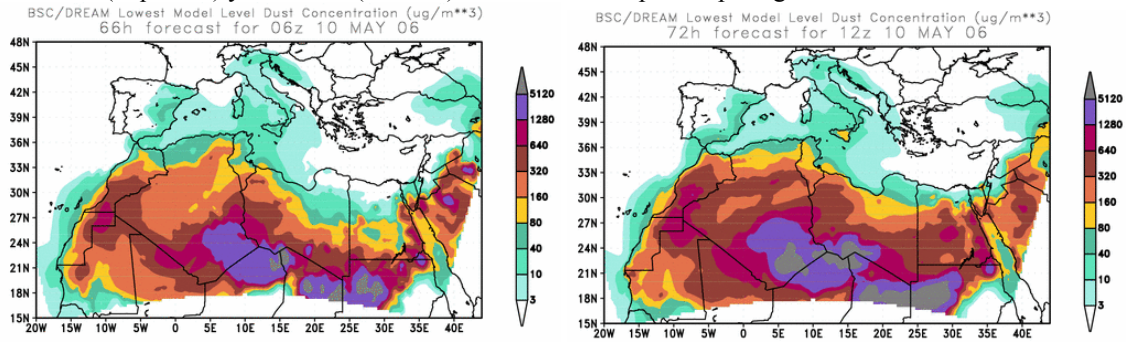 BSC/DREAM Lowest Model Level Dust Concentration (ug/m**3)
66h forecast for 06z 10 MAY 06
48N
45N
42N
39N
36N
33N
30N
27N
24N
21N
18N
15N
20W 15W 10W 5W 0 5E 10E 15E 20E 25E 30E 35E 40E
5120
1280
640
320
160
80
40
10
3
BSC/DREAM Lowest Model Level Dust Concentration (ug/m**3)
72h forecast for 12z 10 MAY 06
48N
45N
42N
39N
36N
33N
30N
27N
24N
21N
18N
15N
20W 15W 10W 5W 0 5E 10E 15E 20E 25E 30E 35E 40E
5120
1280
640
320
160
80
40
10
3